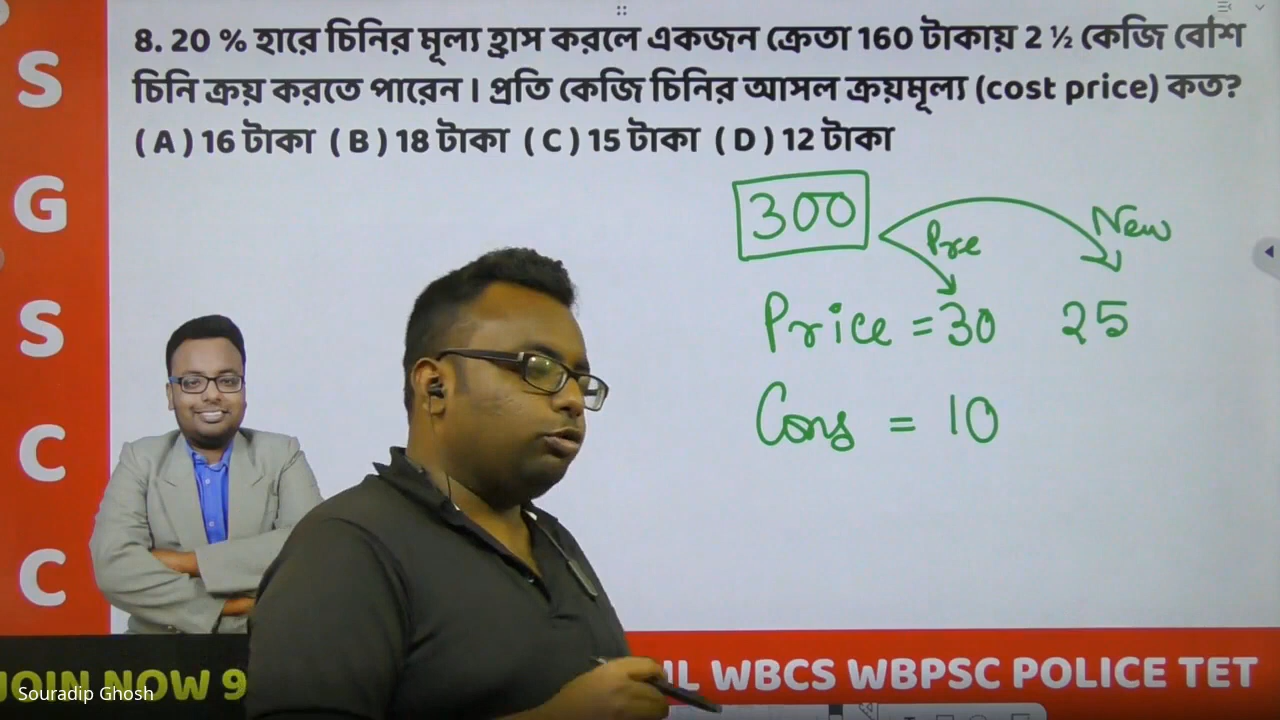 8. 20 % হারে চিনির মূল্য হ্রাস করলে একজন ক্রেতা 160 টাকায় 2 ½ কেজি বেশি
চিনি ক্রয় করতে পারেন । প্রতি কেজি চিনির আসল ক্রয়মূল্য (cost price) কত?
( A ) 16 টাকা ( B ) 18 টাকা ( C ) 15 টাকা ( D ) 12 টাকা
S
G
S
C
C
300
Pre
New
Price = 30 25
Cons = 10
JOIN NOW 9
WBCS WBPSC POLICE TET
Souradip Ghosh